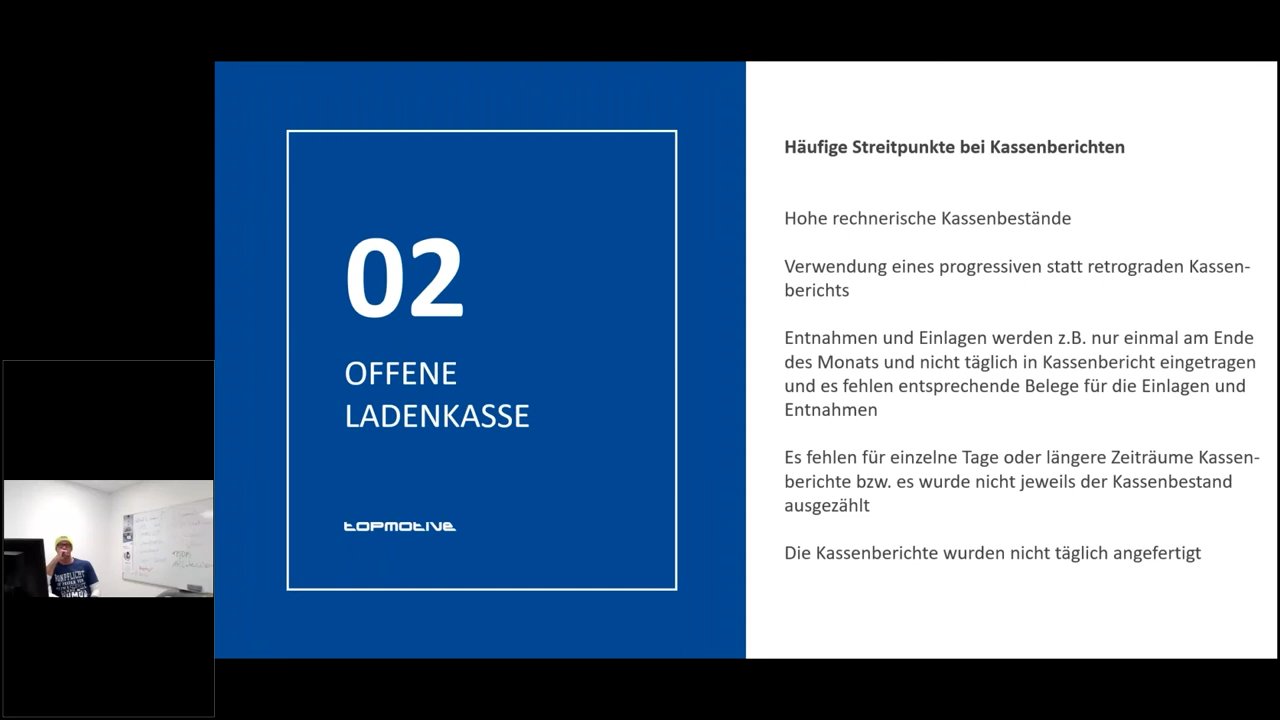 02
OFFENE
LADENKASSE
topmotive
Häufige Streitpunkte bei Kassenberichten
Hohe rechnerische Kassenbestände
Verwendung eines progressiven statt retrograden Kassen-
berichts
Entnahmen und Einlagen werden z.B. nur einmal am Ende
des Monats und nicht täglich in Kassenbericht eingetragen
und es fehlen entsprechende Belege für die Einlagen und
Entnahmen
Es fehlen für einzelne Tage oder längere Zeiträume Kassen-
berichte bzw. es wurde nicht jeweils der Kassenbestand
ausgezählt
Die Kassenberichte wurden nicht täglich angefertigt